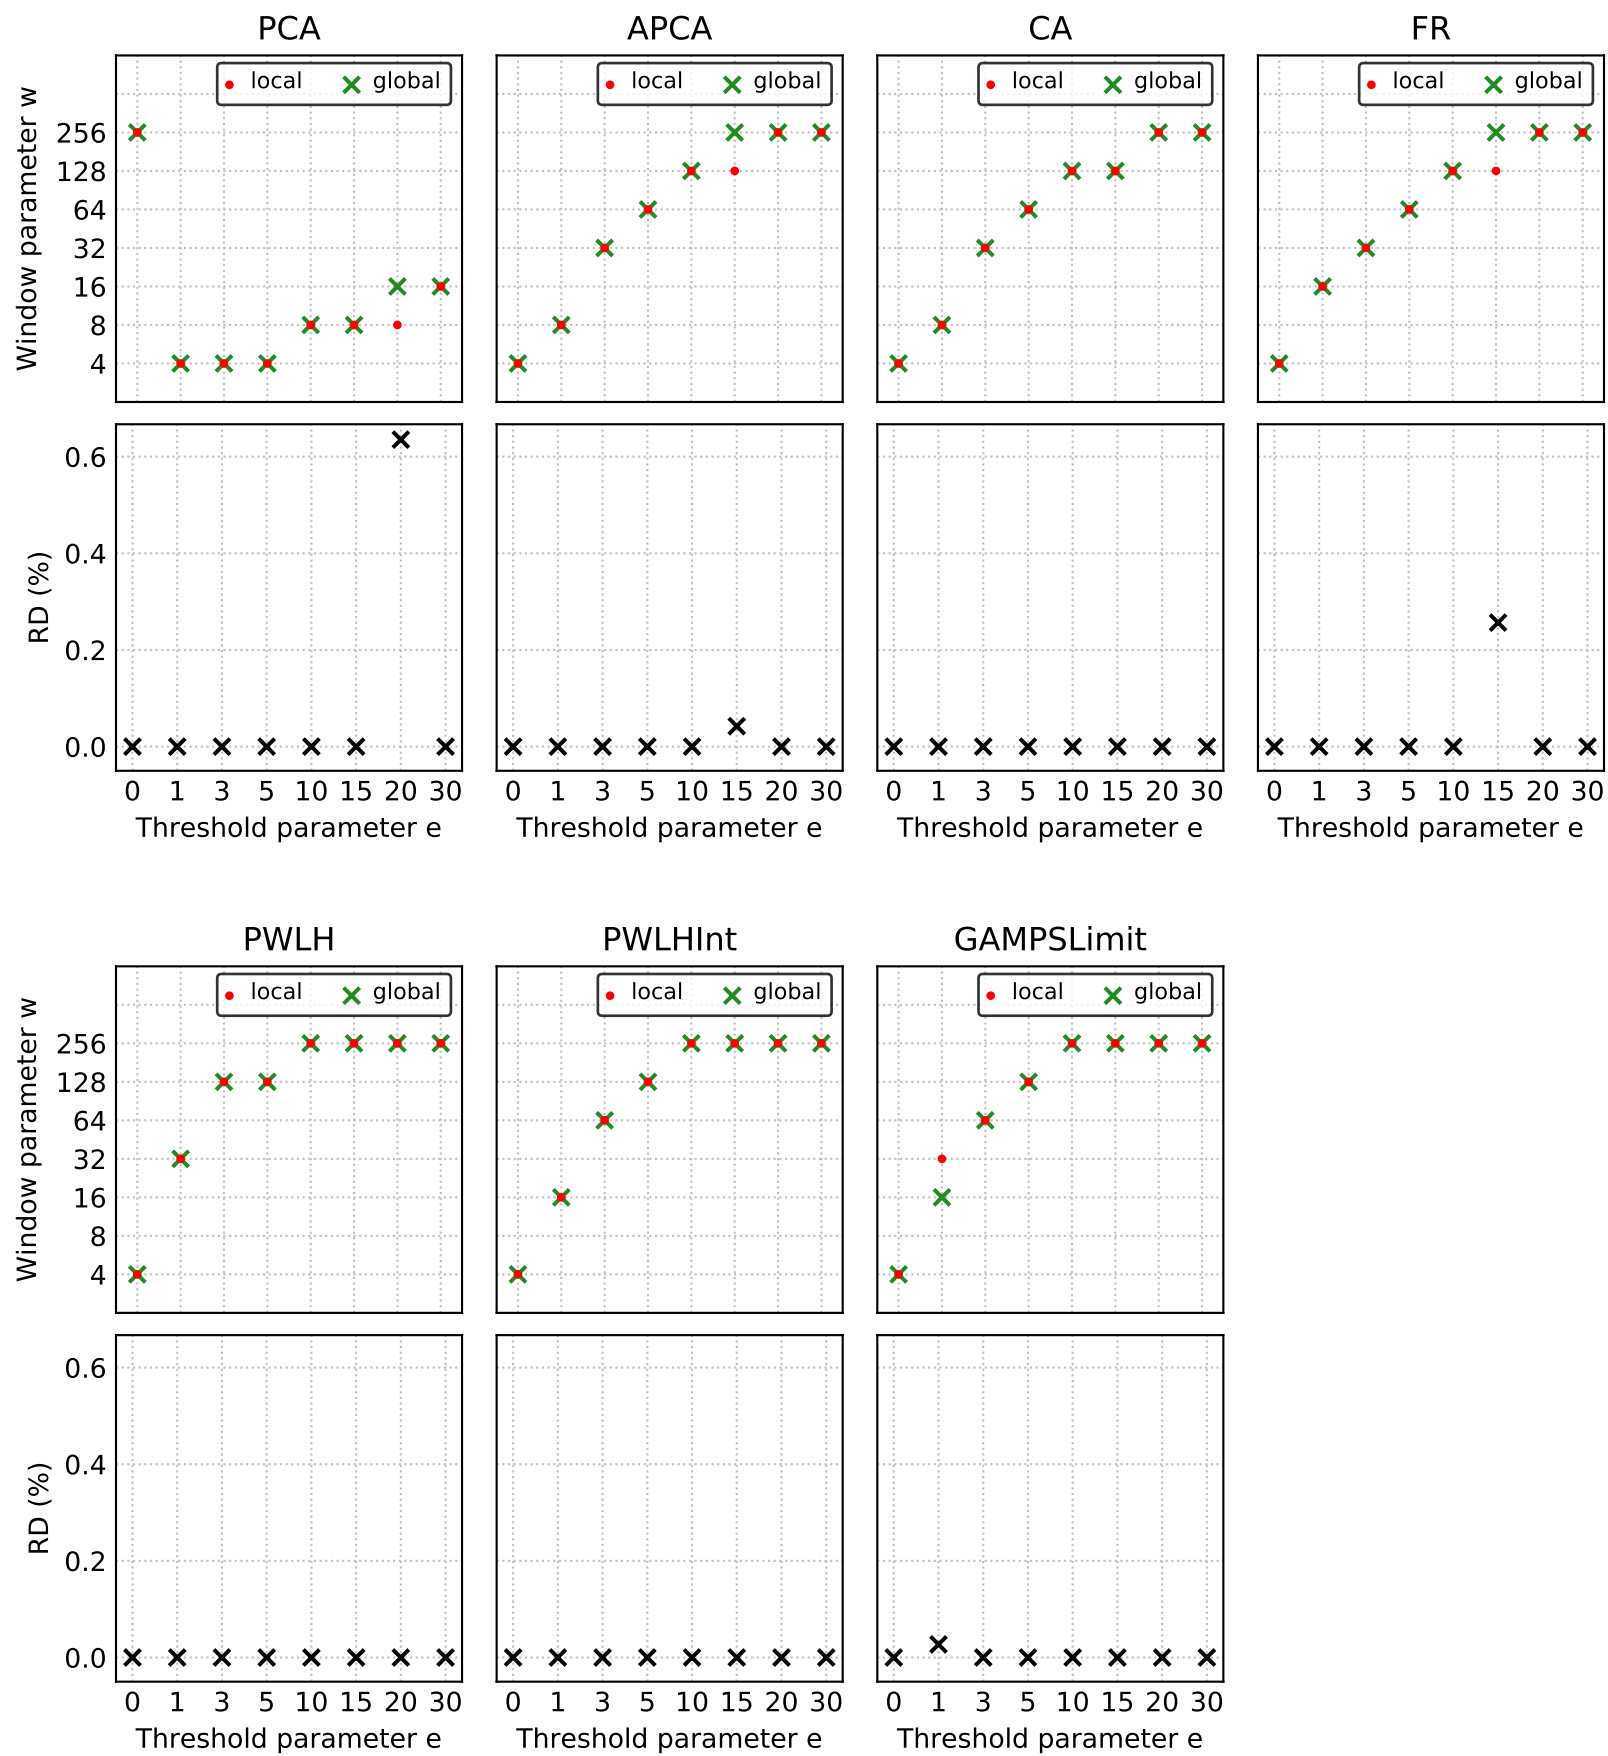 PCA APCA CA FR
local global local global local global local global
Window parameter w
256
128
64
32
16
8
4
RD (%)
0.6
0.4
0.2
0.0
0 1 3 5 10 15 20 30 0 1 3 5 10 15 20 30 0 1 3 5 10 15 20 30 0 1 3 5 10 15 20 30
Threshold parameter e Threshold parameter e Threshold parameter e Threshold parameter e
PWLH PWLHInt GAMPSLimit
local global local global local global
Window parameter w
256
128
64
32
16
8
4
RD (%)
0.6
0.4
0.2
0.0
0 1 3 5 10 15 20 30 0 1 3 5 10 15 20 30 0 1 3 5 10 15 20 30
Threshold parameter e Threshold parameter e Threshold parameter e